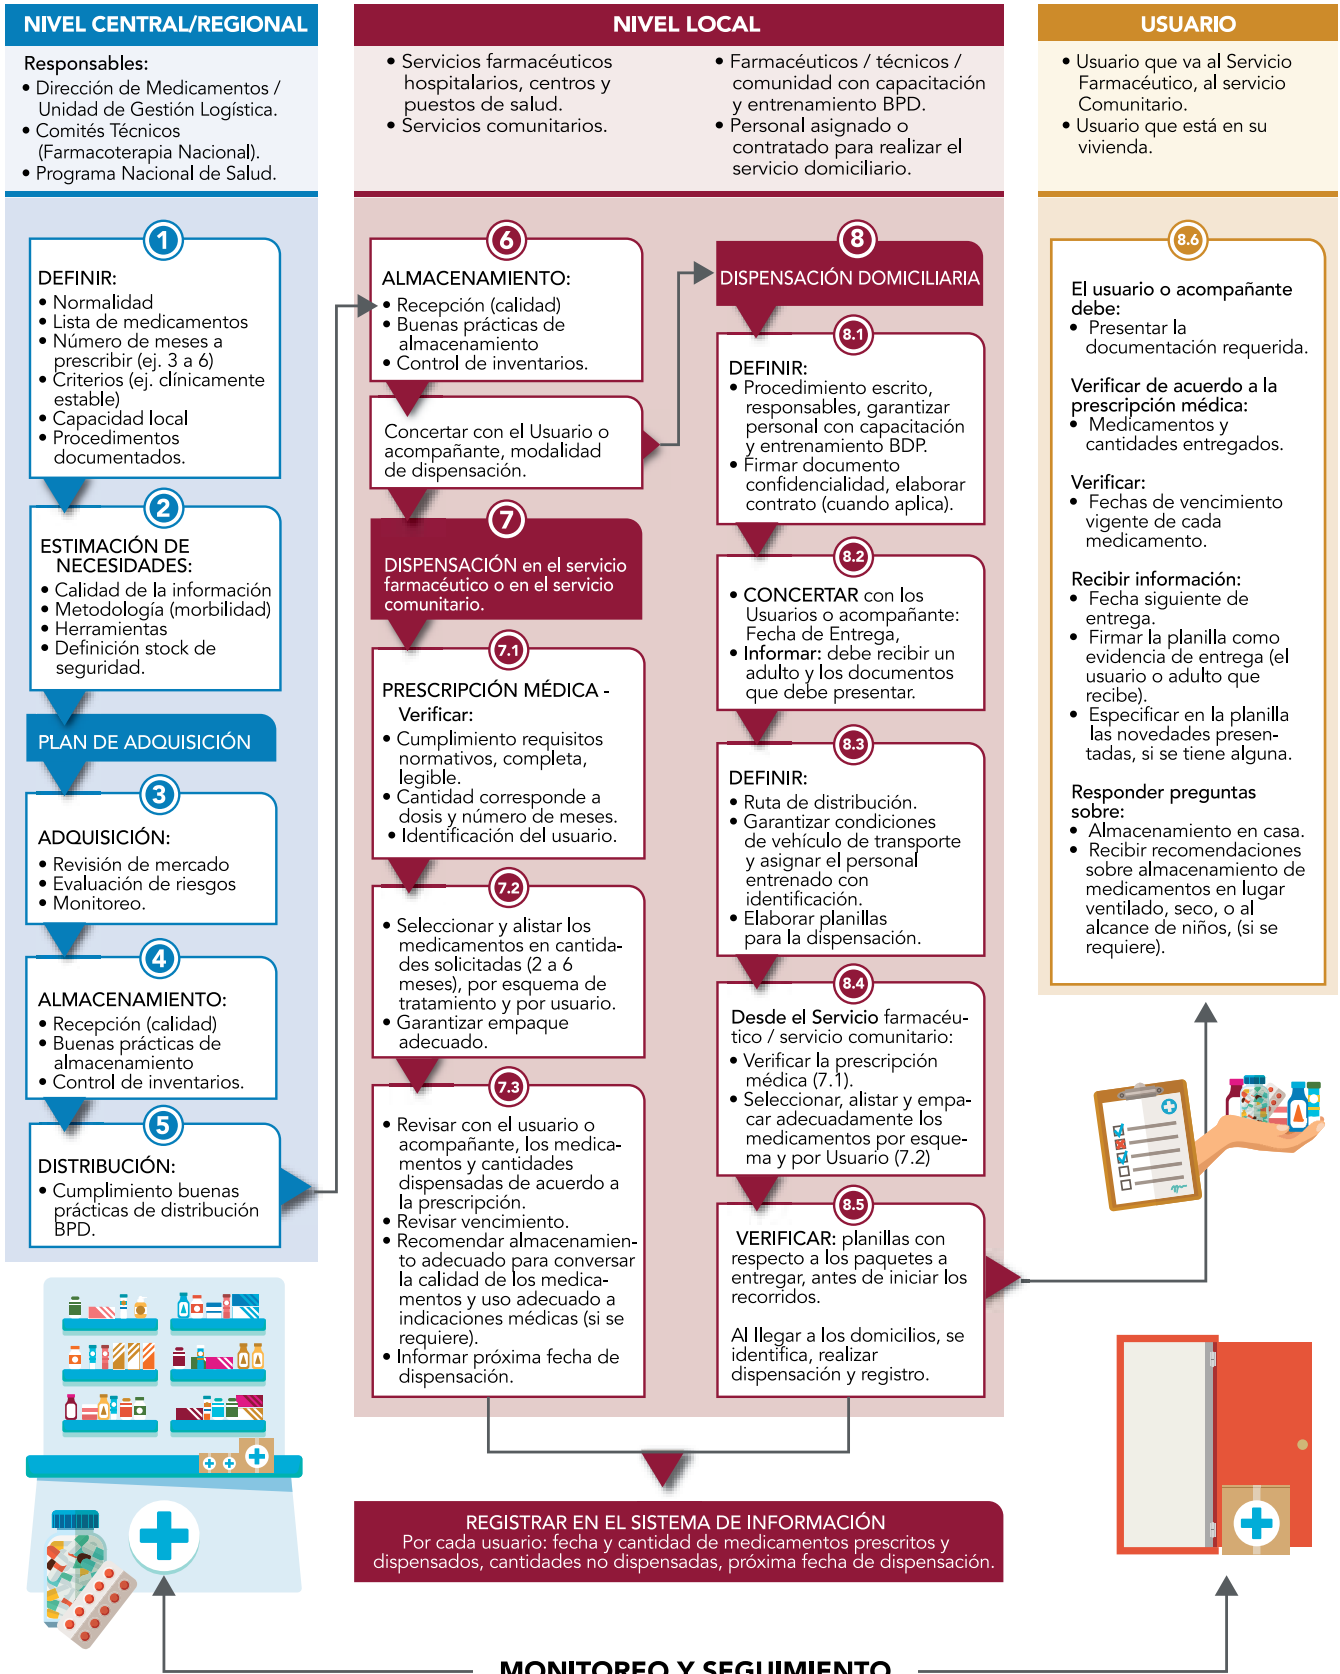 NIVEL CENTRAL/REGIONAL
Responsables:
• Dirección de Medicamentos /
Unidad de Gestión Logística.
• Comités Técnicos
(Farmacoterapia Nacional).
• Programa Nacional de Salud.
1
DEFINIR:
• Normalidad
• Lista de medicamentos
• Número de meses a
prescribir (ej. 3 a 6)
• Criterios (ej. clínicamente
estable)
• Capacidad local
• Procedimentos
documentados.
2
ESTIMACIÓN DE
NECESIDADES:
• Calidad de la información
• Metodología (morbilidad)
• Herramientas
• Definición stock de
seguridad.
PLAN DE ADQUISICIÓN
3
ADQUISICIÓN:
• Revisión de mercado
• Evaluación de riesgos
• Monitoreo.
4
ALMACENAMIENTO:
• Recepción (calidad)
• Buenas prácticas de
almacenamiento
• Control de inventarios.
5
DISTRIBUCIÓN:
• Cumplimiento buenas
prácticas de distribución
BPD.
NIVEL LOCAL
• Servicios farmacéuticos
hospitalarios, centros y
puestos de salud.
• Servicios comunitarios.
• Farmacéuticos / técnicos /
comunidad con capacitación
y entrenamiento BPD.
• Personal asignado o
contratado para realizar el
servicio domiciliario.
6
ALMACENAMIENTO:
• Recepción (calidad)
• Buenas prácticas de
almacenamiento
• Control de inventarios.
Concertar con el Usuario o
acompañante, modalidad
de dispensación.
7
DISPENSACIÓN en el servicio
farmacéutico o en el servicio
comunitario.
7.1
PRESCRIPCIÓN MÉDICA -
Verificar:
• Cumplimiento requisitos
normativos, completa,
legible.
• Cantidad corresponde a
dosis y número de meses.
• Identificación del usuario.
7.2
• Seleccionar y alistar los
medicamentos en cantida-
des solicitadas (2 a 6
meses), por esquema de
tratamiento y por usuario.
• Garantizar empaque
adecuado.
7.3
• Revisar con el usuario o
acompañante, los medica-
mentos y cantidades
dispensadas de acuerdo a
la prescripción.
• Revisar vencimiento.
• Recomendar almacenamien-
to adecuado para conversar
la calidad de los medica-
mentos y uso adecuado a
indicaciones médicas (si se
requiere).
• Informar próxima fecha de
dispensación.
8
DISPENSACIÓN DOMICILIARIA
8.1
DEFINIR:
• Procedimiento escrito,
responsables, garantizar
personal con capacitación
y entrenamiento BDP.
• Firmar documento
confidencialidad, elaborar
contrato (cuando aplica).
8.2
• CONCERTAR con los
Usuarios o acompañante:
Fecha de Entrega,
• Informar: debe recibir un
adulto y los documentos
que debe presentar.
8.3
DEFINIR:
• Ruta de distribución.
• Garantizar condiciones
de vehículo de transporte
y asignar el personal
entrenado con
identificación.
• Elaborar planillas
para la dispensación.
8.4
Desde el Servicio farmacéu-
tico / servicio comunitario:
• Verificar la prescripción
médica (7.1).
• Seleccionar, alistar y empa-
car adecuadamente los
medicamentos por esque-
ma y por Usuario (7.2)
8.5
VERIFICAR: planillas con
respecto a los paquetes a
entregar, antes de iniciar los
recorridos.
Al llegar a los domicilios, se
identifica, realizar
dispensación y registro.
REGISTRAR EN EL SISTEMA DE INFORMACIÓN
Por cada usuario: fecha y cantidad de medicamentos prescritos y
dispensados, cantidades no dispensadas, próxima fecha de dispensación.
USUARIO
• Usuario que va al Servicio
Farmacéutico, al servicio
Comunitario.
• Usuario que está en su
vivienda.
8.6
El usuario o acompañante
debe:
• Presentar la
documentación requerida.
Verificar de acuerdo a la
prescripción médica:
• Medicamentos y
cantidades entregados.
Verificar:
• Fechas de vencimiento
vigente de cada
medicamento.
Recibir información:
• Fecha siguiente de
entrega.
• Firmar la planilla como
evidencia de entrega (el
usuario o adulto que
recibe).
• Especificar en la planilla
las novedades presen-
tadas, si se tiene alguna.
Responder preguntas
sobre:
• Almacenamiento en casa.
• Recibir recomendaciones
sobre almacenamiento de
medicamentos en lugar
ventilado, seco, o al
alcance de niños, (si se
requiere).
MONITOREO Y SEGUIMIENTO